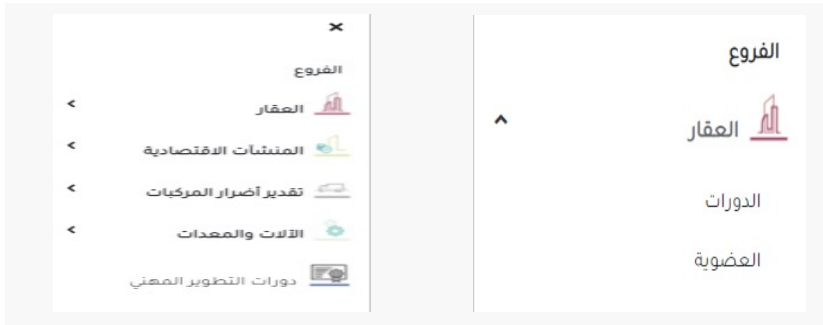 الفروع
العقار
الدورات
العضوية
×
الفروع
العقار
المنشآت الاقتصادية
تقدير أضرار المركبات
الآلات والمعدات
دورات التطوير المهني